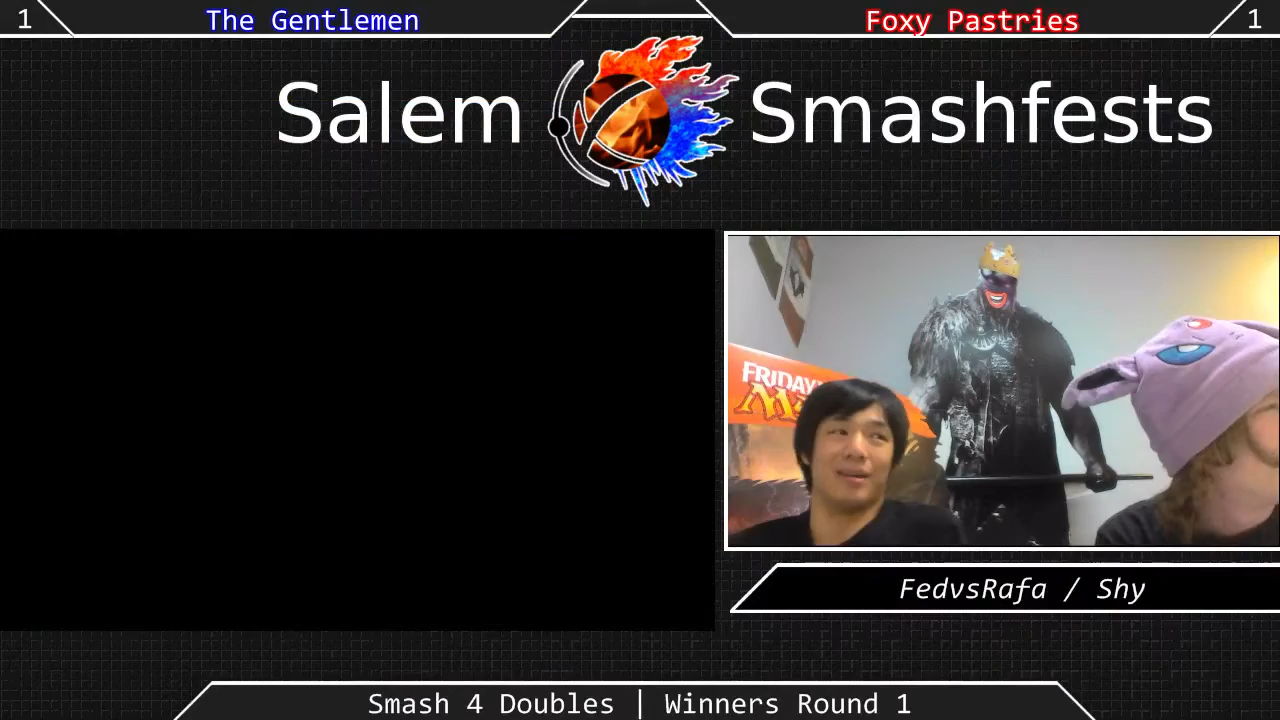 1
The Gentlemen
Foxy Pastries
1
Salem
Smashfests
FRIDAY
FedvsRafa / Shy
Smash 4 Doubles | Winners Round 1